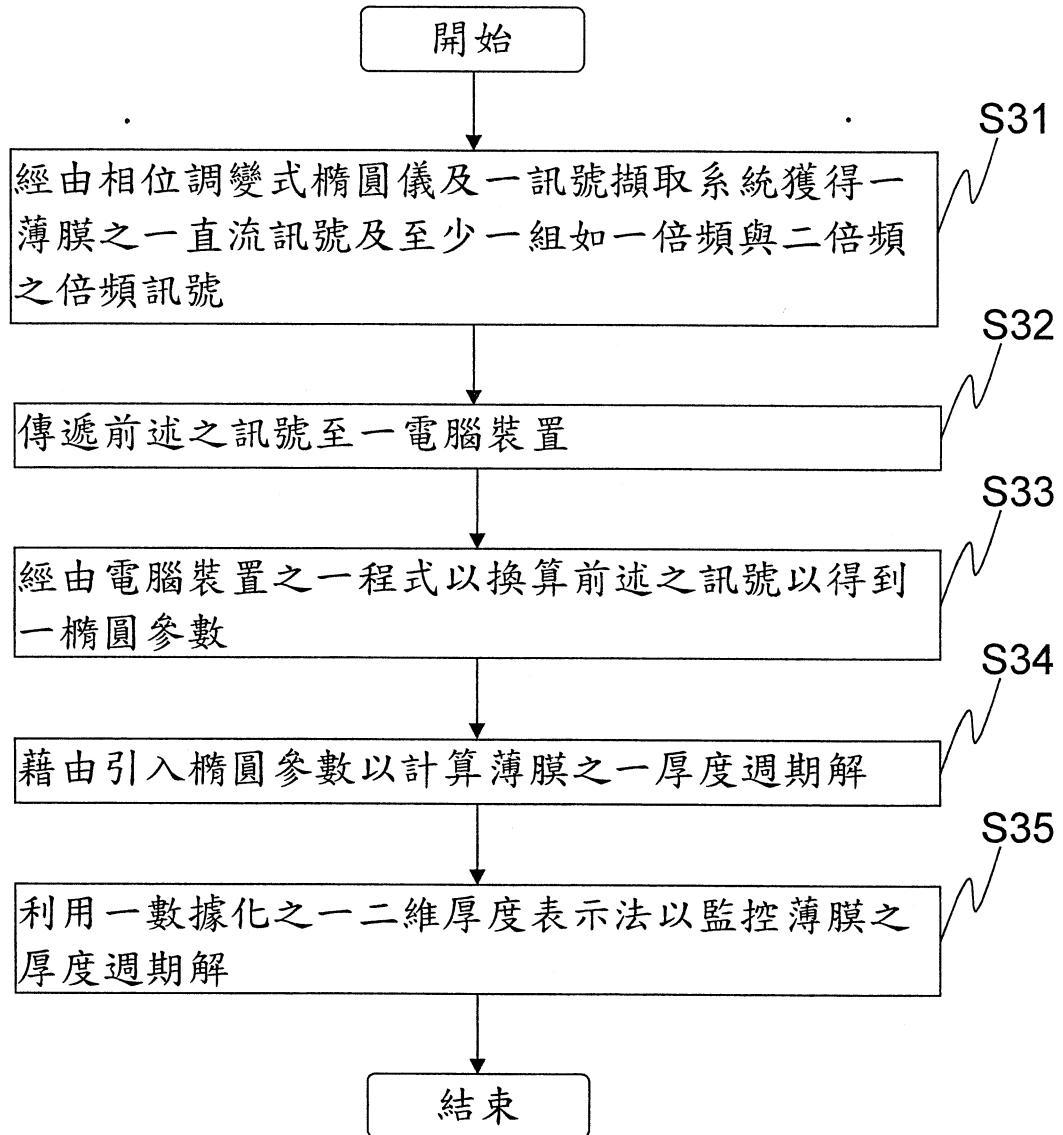 開始
S31
經由相位調變式橢圓儀及一訊號擷取系統獲得一
薄膜之一直流訊號及至少一組如一倍頻與二倍頻
之倍頻訊號
S32
傳遞前述之訊號至一電腦裝置
S33
經由電腦裝置之一程式以換算前述之訊號以得到
一橢圓參數
S34
藉由引入橢圓參數以計算薄膜之一厚度週期解
S35
利用一數據化之一二維厚度表示法以監控薄膜之
厚度週期解
結束